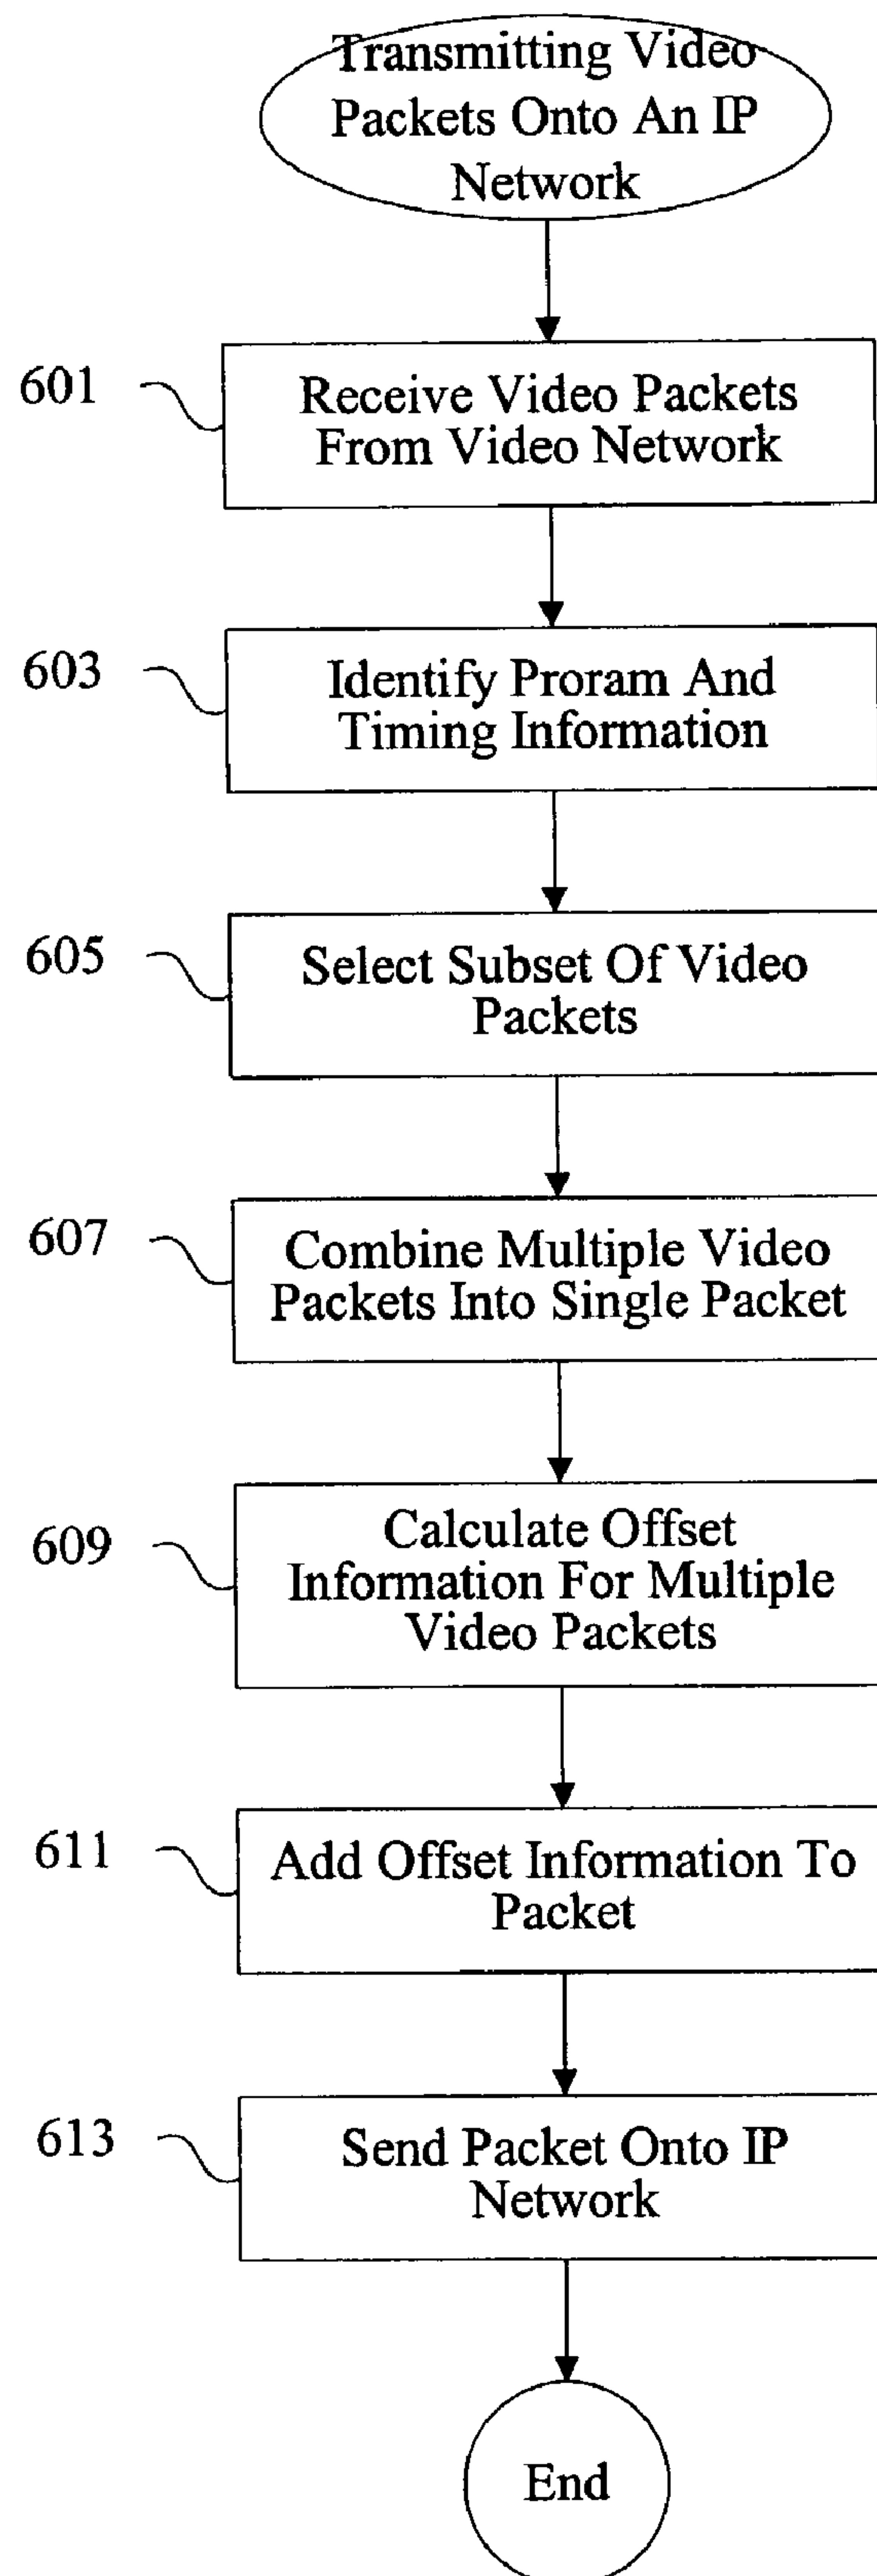 Transmitting Video
Packets Onto An IP
Network
601
Receive Video Packets
From Video Network
603
Identify Proram And
Timing Information
605
Select Subset Of Video
Packets
607
Combine Multiple Video
Packets Into Single Packet
609
Calculate Offset
Information For Multiple
Video Packets
611
Add Offset Information To
Packet
613
Send Packet Onto IP
Network
End